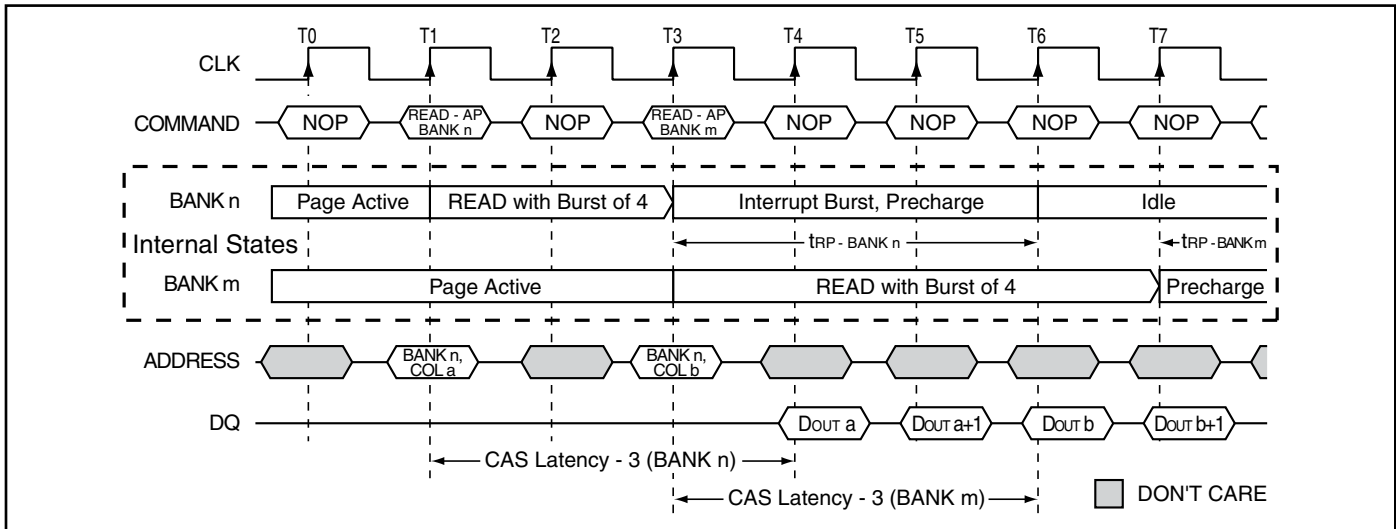 T0 T1 T2 T3 T4 T5 T6 T7
CLK
COMMAND NOP READ - AP BANK n NOP READ - AP BANK m NOP NOP NOP NOP
BANK n Page Active READ with Burst of 4 Interrupt Burst, Precharge Idle
Internal States tRP - BANK n tRP - BANK m
BANK m Page Active READ with Burst of 4 Precharge
ADDRESS BANK n, COL a BANK n, COL b
DQ DOUT a DOUT a+1 DOUT b DOUT b+1
CAS Latency - 3 (BANK n)
CAS Latency - 3 (BANK m) DON'T CARE